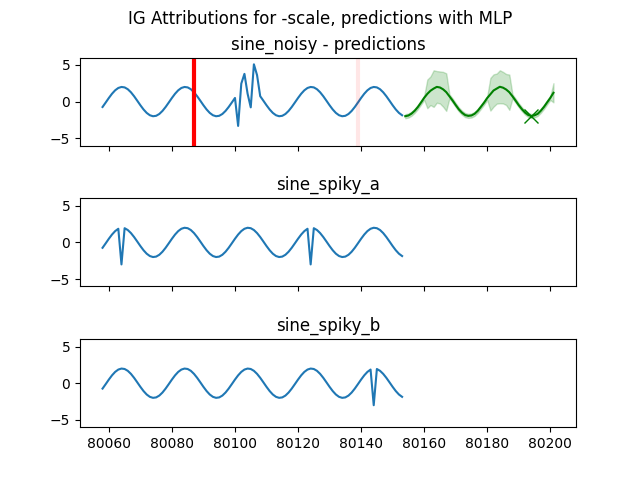 IG Attributions for -scale, predictions with MLP
sine_noisy - predictions
5
0
−5
sine_spiky_a
5
0
−5
sine_spiky_b
5
0
−5
80060 80080 80100 80120 80140 80160 80180 80200